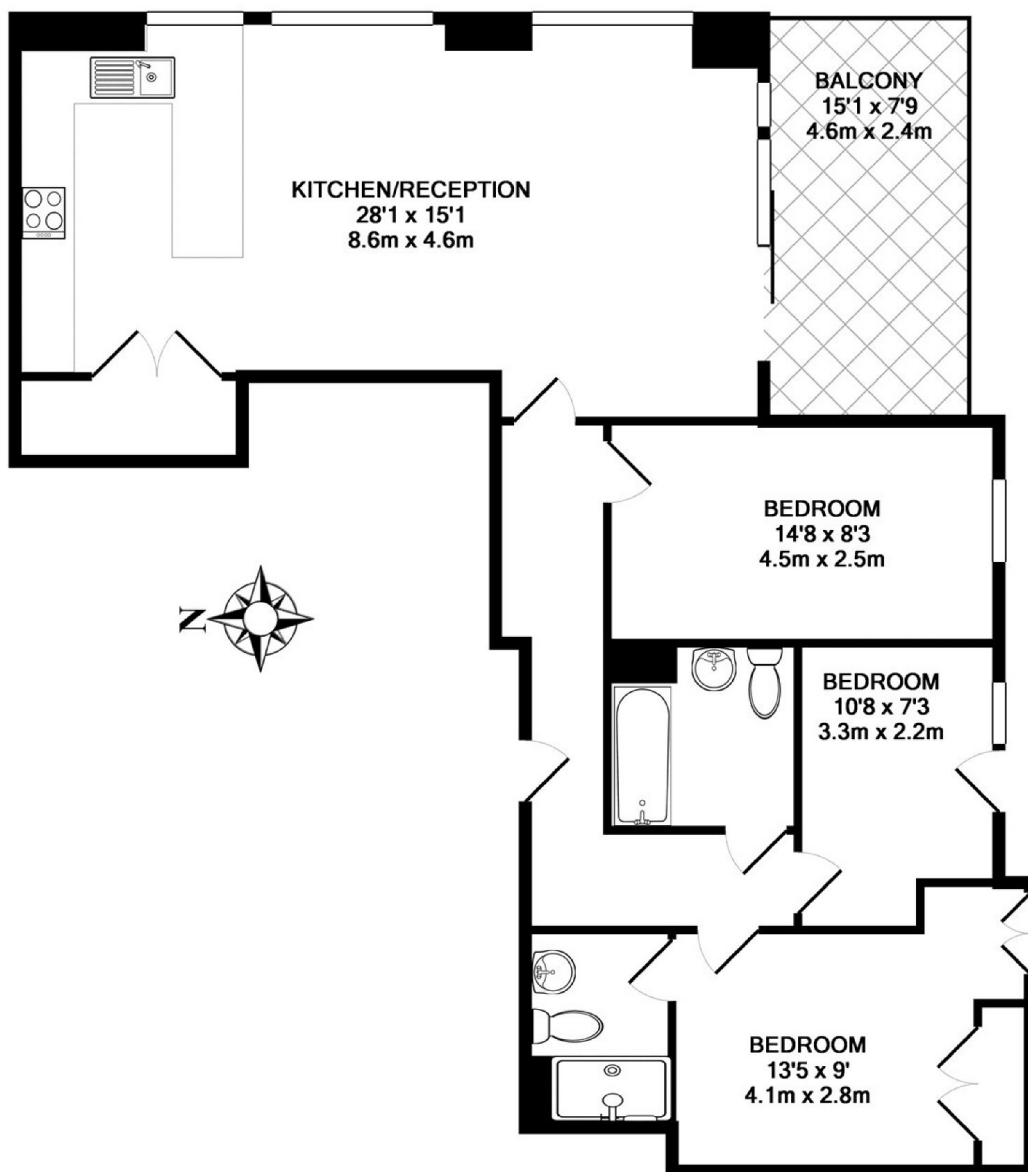 BALCONY
15'1 x 7'9
4.6m x 2.4m
KITCHEN/RECEPTION
28'1 x 15'1
8.6m x 4.6m
BEDROOM
14'8 x 8'3
4.5m x 2.5m
N
BEDROOM
10'8 x 7'3
3.3m x 2.2m
BEDROOM
13'5 x 9'
4.1m x 2.8m